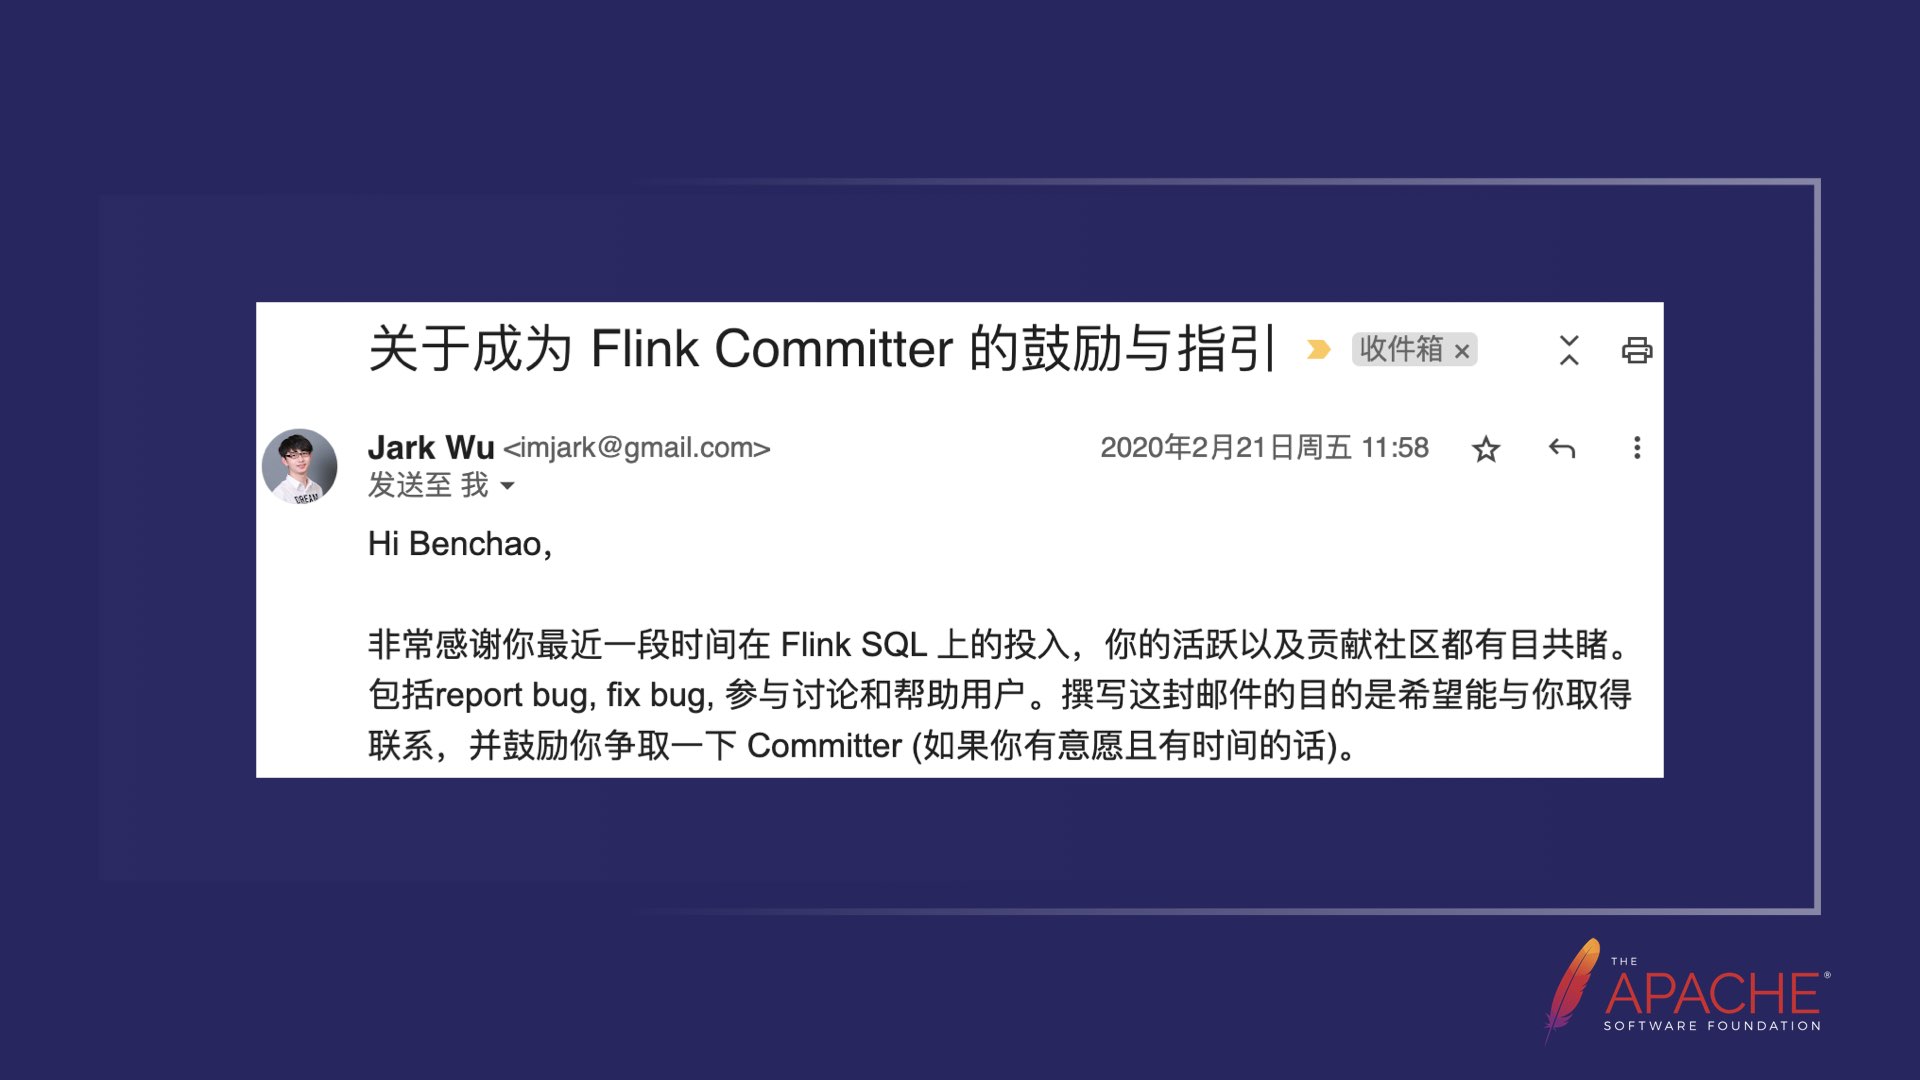 关于成为 Flink Committer 的鼓励与指引
收件箱 ×
Jark Wu <imjark@gmail.com>
2020年2月21日周五 11:58
发送至 我
DREAM
Hi Benchao,
非常感谢你最近一段时间在 Flink SQL 上的投入，你的活跃以及贡献社区都有目共睹。
包括report bug, fix bug, 参与讨论和帮助用户。撰写这封邮件的目的是希望能与你取得
联系，并鼓励你争取一下 Committer (如果你有意愿且有时间的话)。
THE
APACHE®
SOFTWARE FOUNDATION